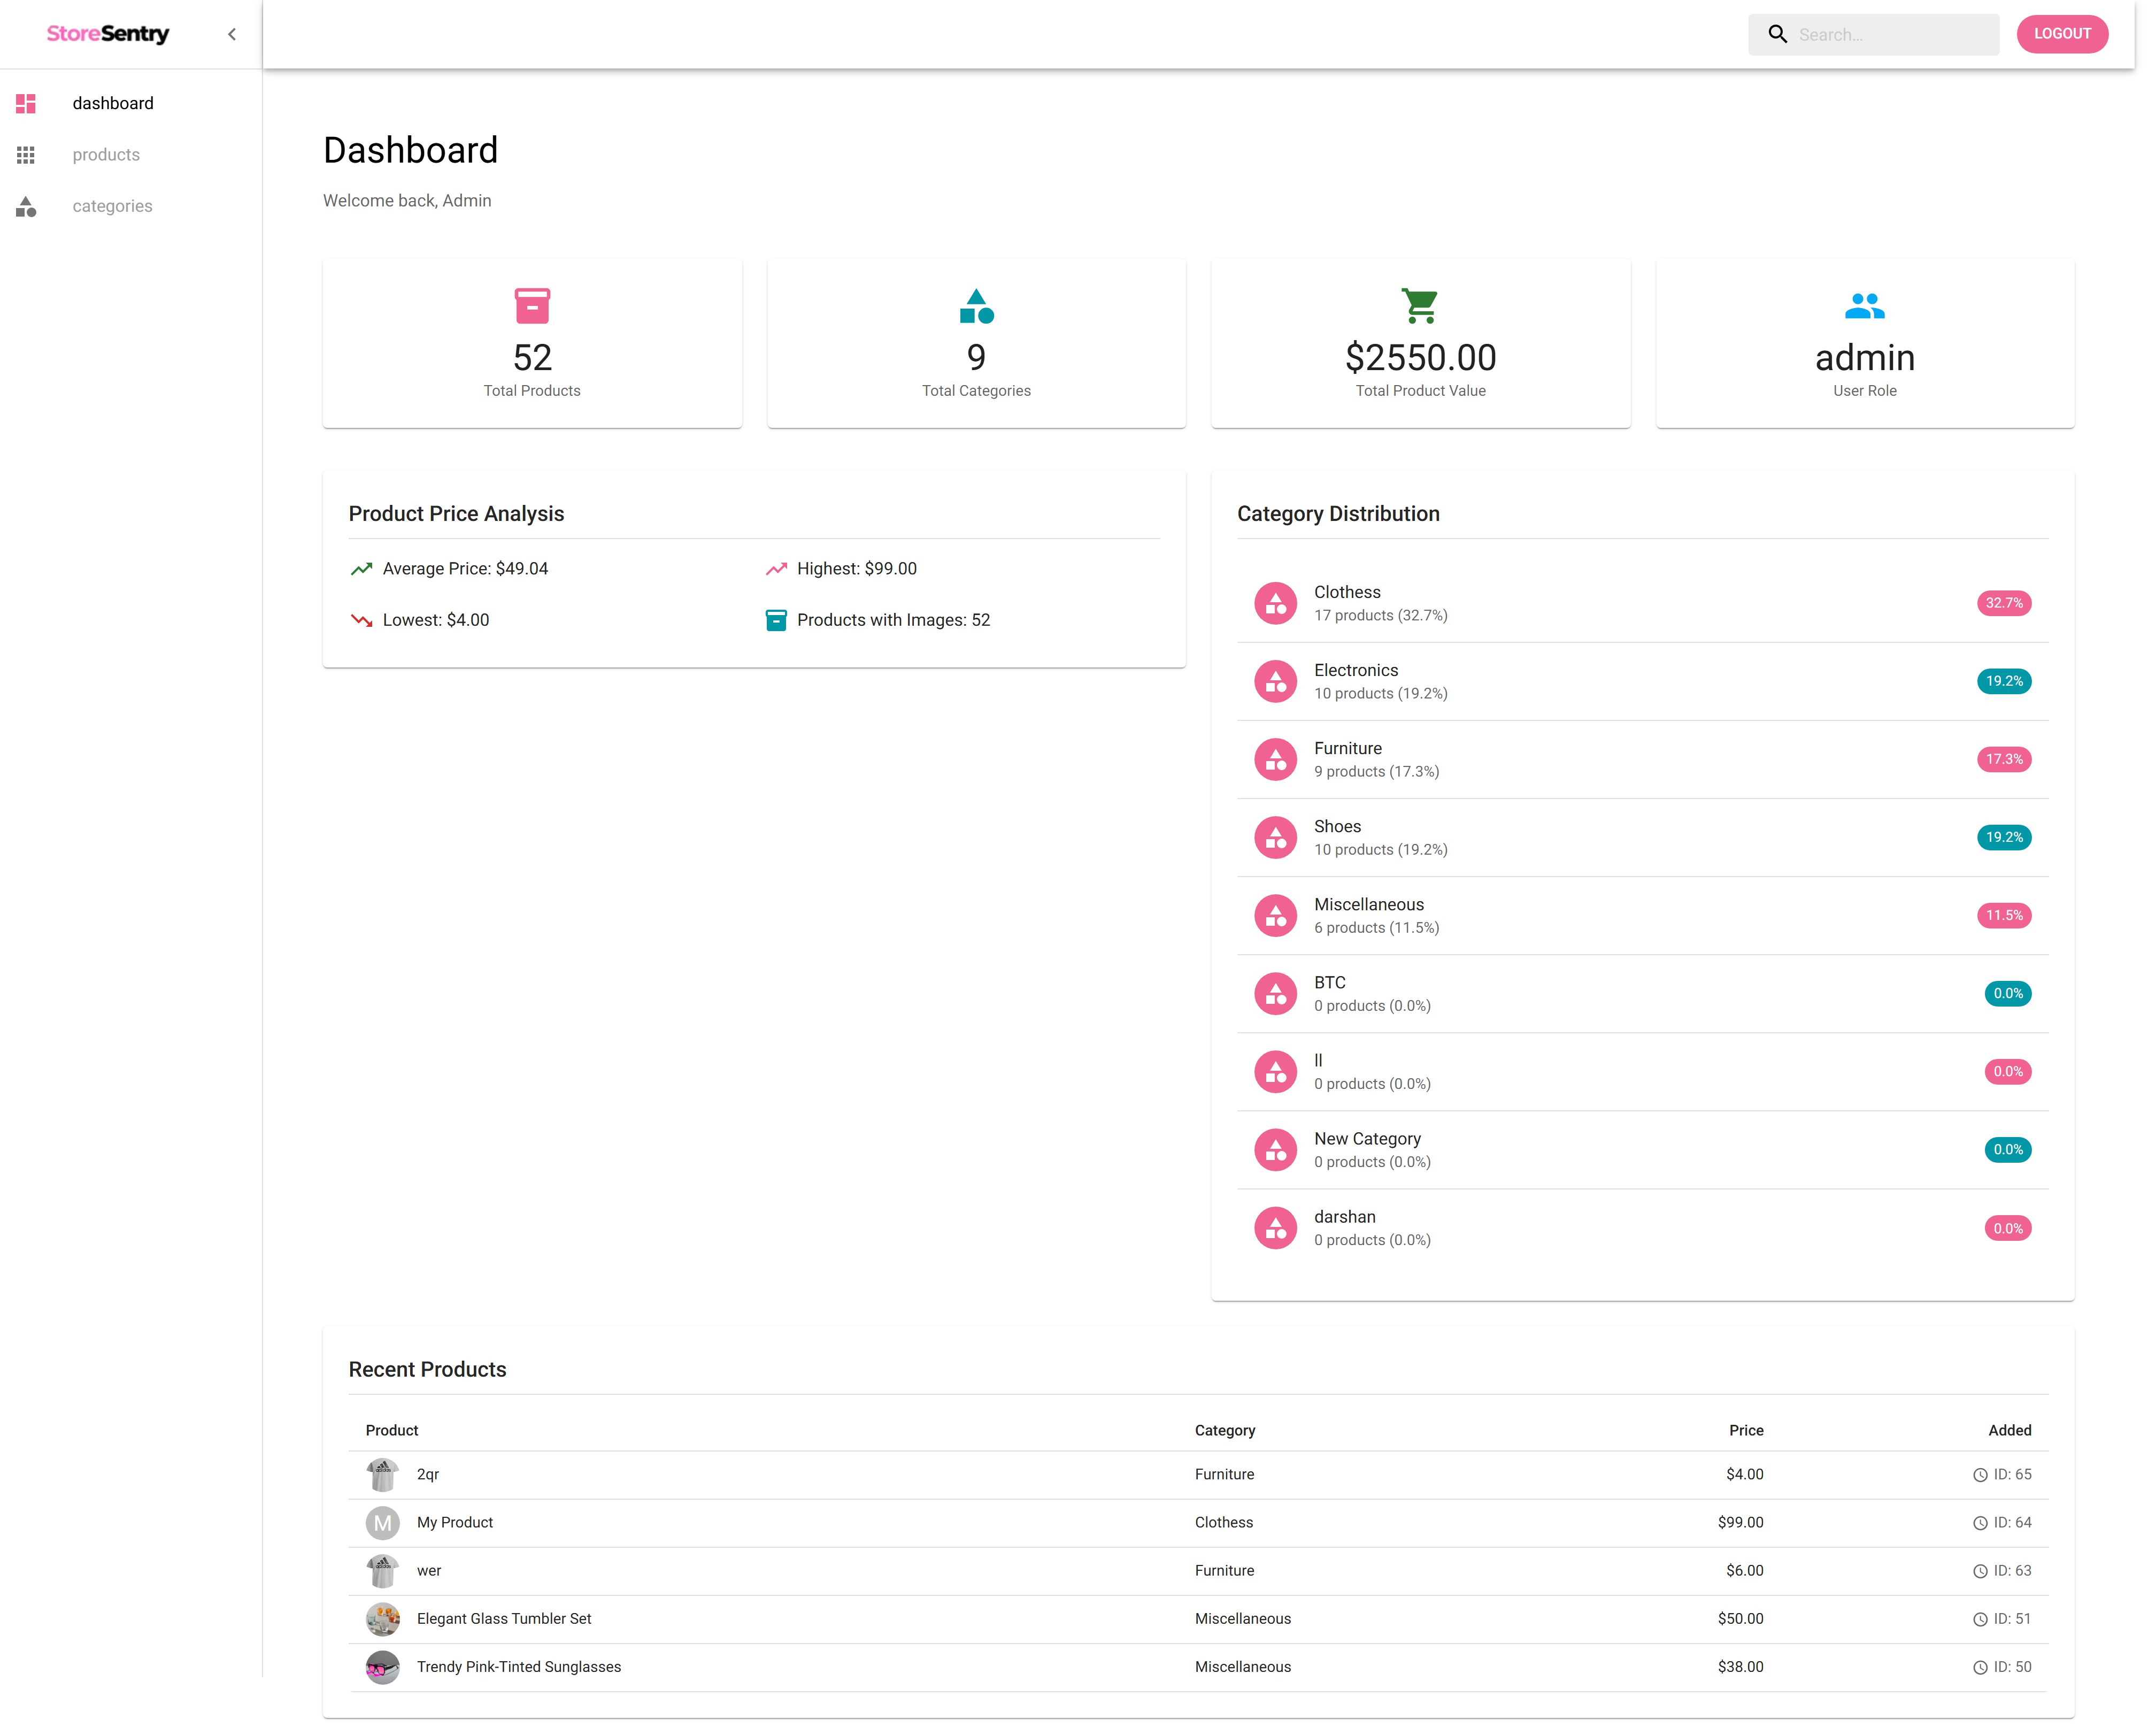 StoreSentry
Search...
LOGOUT
dashboard
products
categories
Dashboard
Welcome back, Admin
52
Total Products
9
Total Categories
$2550.00
Total Product Value
admin
User Role
Product Price Analysis
Average Price: $49.04
Highest: $99.00
Lowest: $4.00
Products with Images: 52
Category Distribution
Clothess
17 products (32.7%)
32.7%
Electronics
10 products (19.2%)
19.2%
Furniture
9 products (17.3%)
17.3%
Shoes
10 products (19.2%)
19.2%
Miscellaneous
6 products (11.5%)
11.5%
BTC
0 products (0.0%)
0.0%
ll
0 products (0.0%)
0.0%
New Category
0 products (0.0%)
0.0%
darshan
0 products (0.0%)
0.0%
Recent Products
Product Category Price Added
adidas
2qr Furniture $4.00 ID: 65
M My Product Clothess $99.00 ID: 64
adidas
wer Furniture $6.00 ID: 63
Elegant Glass Tumbler Set Miscellaneous $50.00 ID: 51
Trendy Pink-Tinted Sunglasses Miscellaneous $38.00 ID: 50